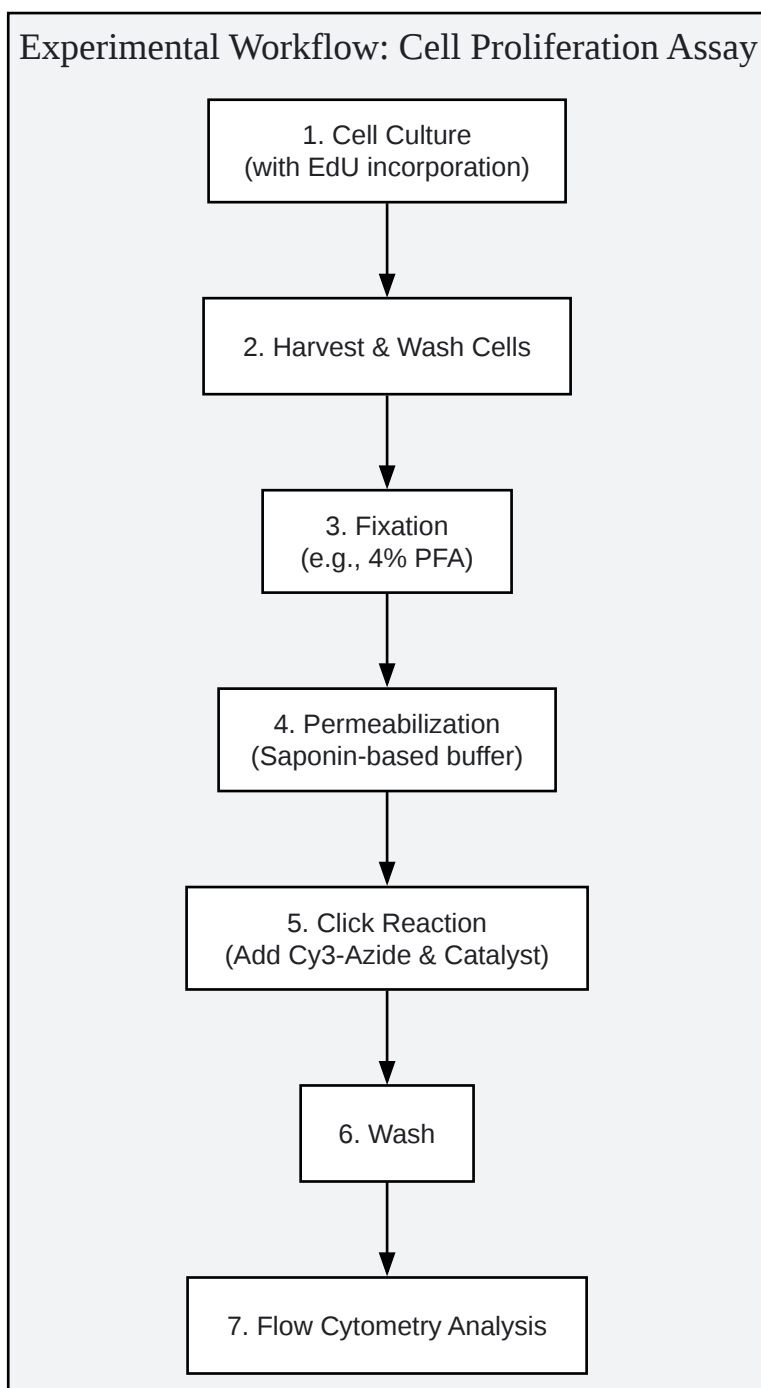 Experimental Workflow: Cell Proliferation Assay
1. Cell Culture
(with EdU incorporation)
2. Harvest & Wash Cells
3. Fixation
(e.g., 4% PFA)
4. Permeabilization
(Saponin-based buffer)
5. Click Reaction
(Add Cy3-Azide & Catalyst)
6. Wash
7. Flow Cytometry Analysis